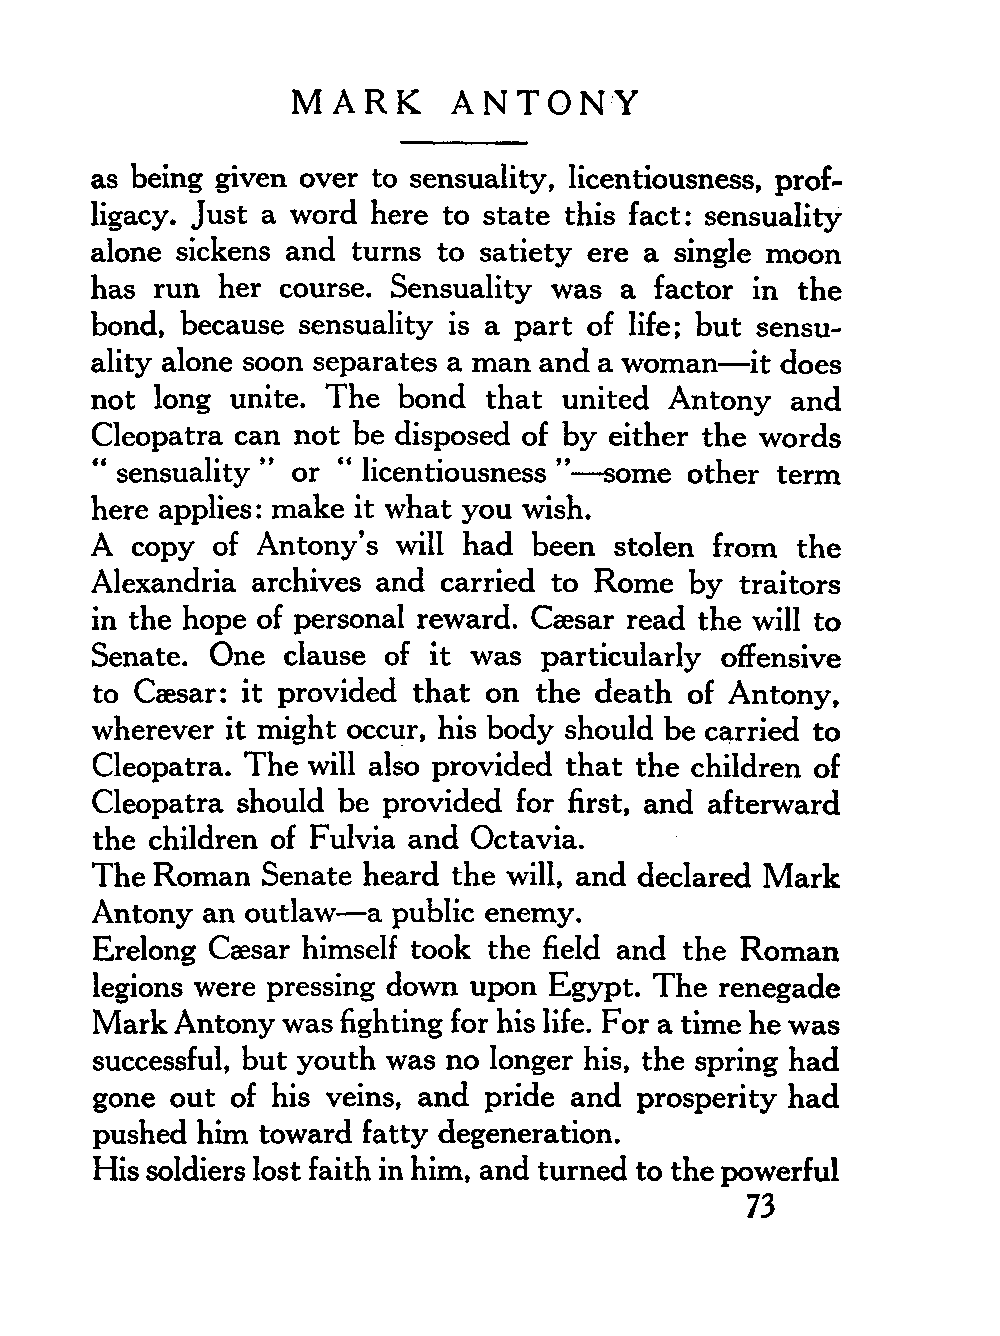 MARK ANTONY
as being given over to sensuality, licentiousness, prof-
ligacy. Just a word here to state this fact: sensuality
alone sickens and turns to satiety ere a single moon
has run her course. Sensuality was a factor in the
bond, because sensuality is a part of life; but sensu-
ality alone soon separates a man and a woman—it does
not long unite. The bond that united Antony and
Cleopatra can not be disposed of by either the words
“ sensuality ” or “ licentiousness ”—some other term
here applies: make it what you wish.
A copy of Antony’s will had been stolen from the
Alexandria archives and carried to Rome by traitors
in the hope of personal reward. Cæsar read the will to
Senate. One clause of it was particularly offensive
to Cæsar: it provided that on the death of Antony,
wherever it might occur, his body should be carried to
Cleopatra. The will also provided that the children of
Cleopatra should be provided for first, and afterward
the children of Fulvia and Octavia.
The Roman Senate heard the will, and declared Mark
Antony an outlaw—a public enemy.
Erelong Cæsar himself took the field and the Roman
legions were pressing down upon Egypt. The renegade
Mark Antony was fighting for his life. For a time he was
successful, but youth was no longer his, the spring had
gone out of his veins, and pride and prosperity had
pushed him toward fatty degeneration.
His soldiers lost faith in him, and turned to the powerful
73